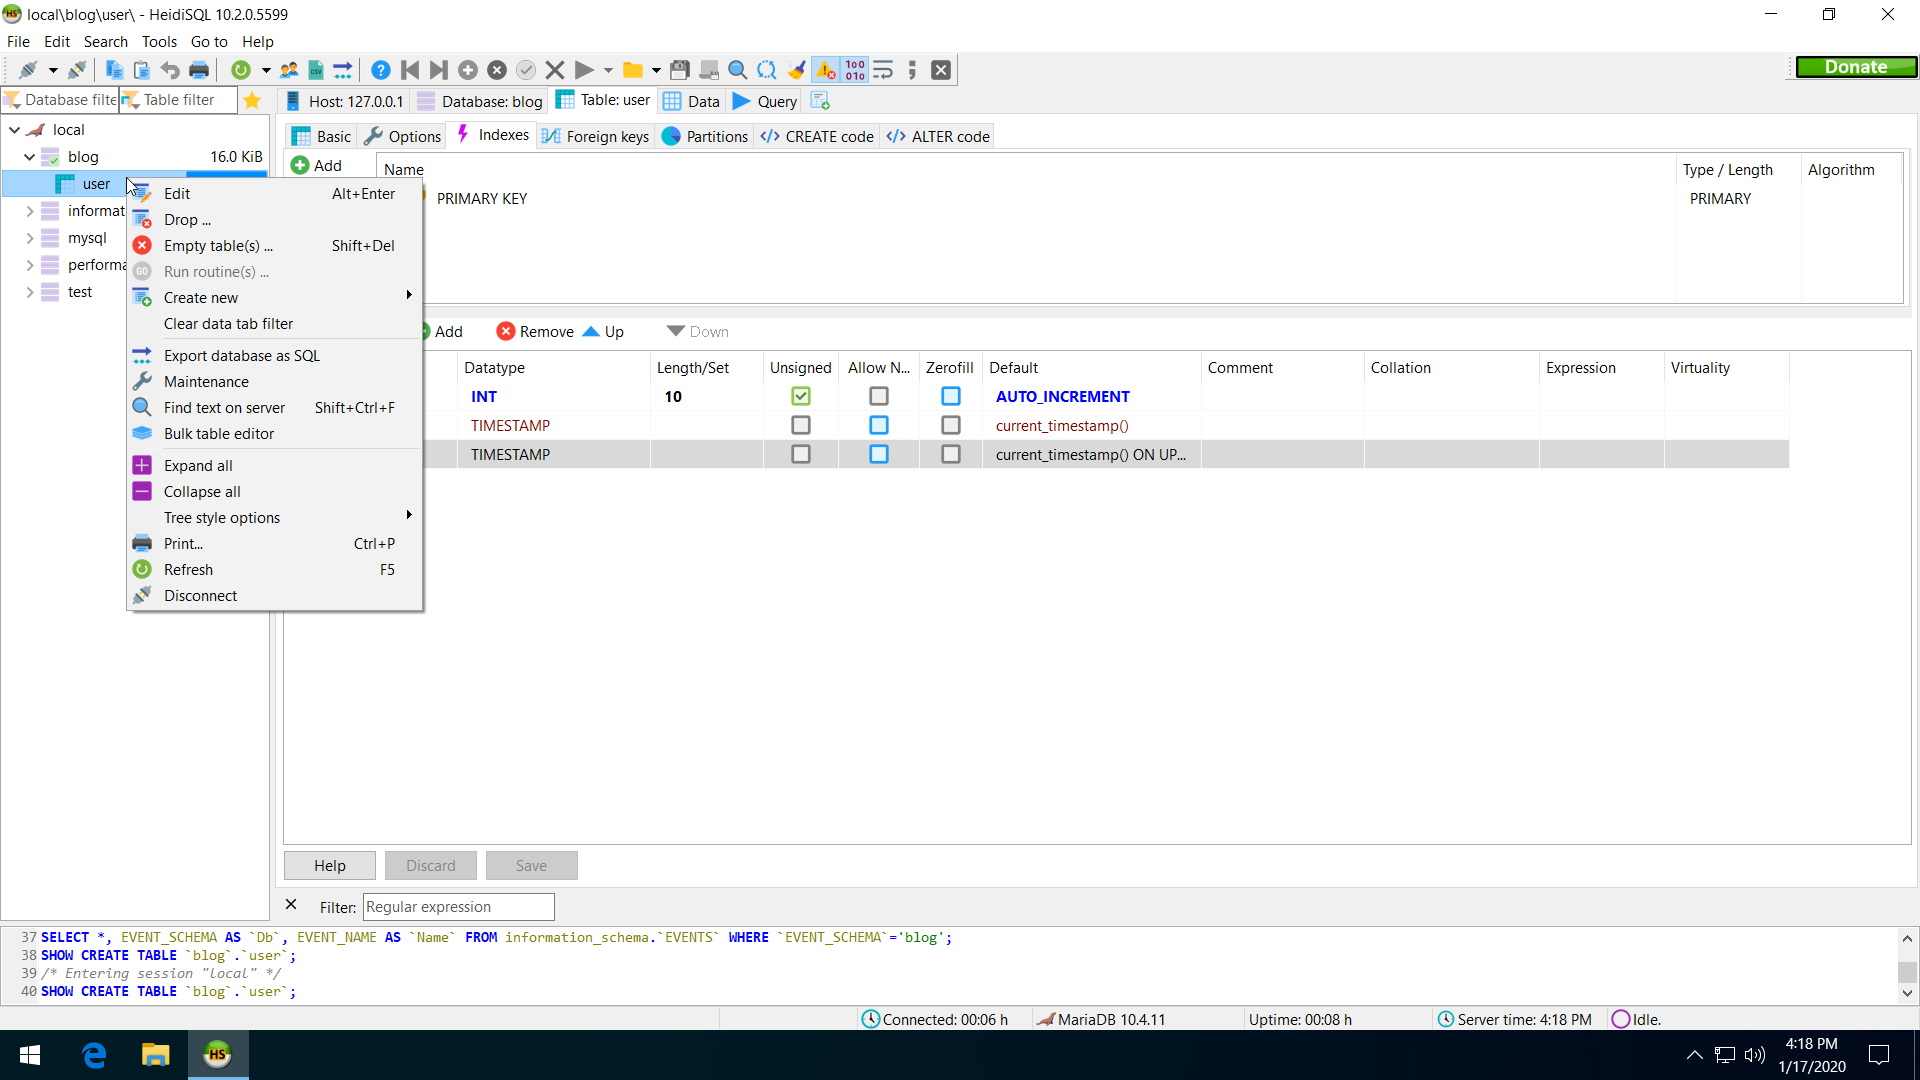 local\blog\user\ - HeidiSQL 10.2.0.5599
File Edit Search Tools Go to Help
Donate
Database filte Table filter
Host: 127.0.0.1 Database: blog Table: user Data Query
local
blog 16.0 KiB
user
informat
mysql
performa
test
Basic Options Indexes Foreign keys Partitions CREATE code ALTER code
Add
Name Type / Length Algorithm
PRIMARY KEY PRIMARY
Edit Alt+Enter
Drop ...
Empty table(s) ... Shift+Del
GO Run routine(s) ...
Create new
Clear data tab filter
Export database as SQL
Maintenance
Find text on server Shift+Ctrl+F
Bulk table editor
Expand all
Collapse all
Tree style options
Print... Ctrl+P
Refresh F5
Disconnect
Add Remove Up Down
Datatype Length/Set Unsigned Allow N... Zerofill Default Comment Collation Expression Virtuality
INT 10 AUTO_INCREMENT
TIMESTAMP current_timestamp()
TIMESTAMP current_timestamp() ON UP...
Help Discard Save
Filter: Regular expression
37 SELECT *, EVENT_SCHEMA AS `Db`, EVENT_NAME AS `Name` FROM information_schema.`EVENTS` WHERE `EVENT_SCHEMA`='blog';
38 SHOW CREATE TABLE `blog`.`user`;
39 /* Entering session "local" */
40 SHOW CREATE TABLE `blog`.`user`;
Connected: 00:06 h MariaDB 10.4.11 Uptime: 00:08 h Server time: 4:18 PM Idle.
HS
4:18 PM
1/17/2020